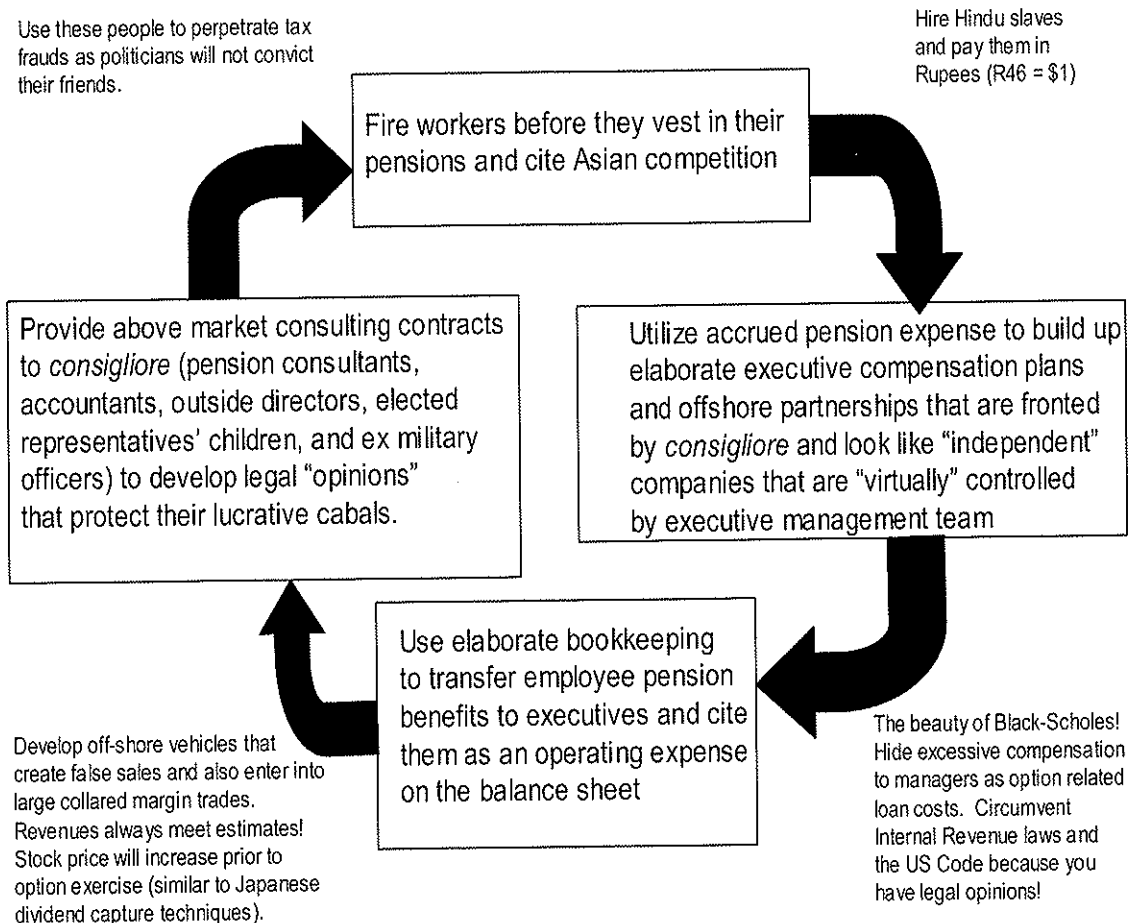 Use these people to perpetrate tax
frauds as politicians will not convict
their friends.
Hire Hindu slaves
and pay them in
Rupees (R46 = $1)
Fire workers before they vest in their
pensions and cite Asian competition
Provide above market consulting contracts
to consigliore (pension consultants,
accountants, outside directors, elected
representatives' children, and ex military
officers) to develop legal “opinions”
that protect their lucrative cabals.
Utilize accrued pension expense to build up
elaborate executive compensation plans
and offshore partnerships that are fronted
by consigliore and look like “independent”
companies that are “virtually” controlled
by executive management team
Use elaborate bookkeeping
to transfer employee pension
benefits to executives and cite
them as an operating expense
on the balance sheet
Develop off-shore vehicles that
create false sales and also enter into
large collared margin trades.
Revenues always meet estimates!
Stock price will increase prior to
option exercise (similar to Japanese
dividend capture techniques).
The beauty of Black-Scholes!
Hide excessive compensation
to managers as option related
loan costs. Circumvent
Internal Revenue laws and
the US Code because you
have legal opinions!